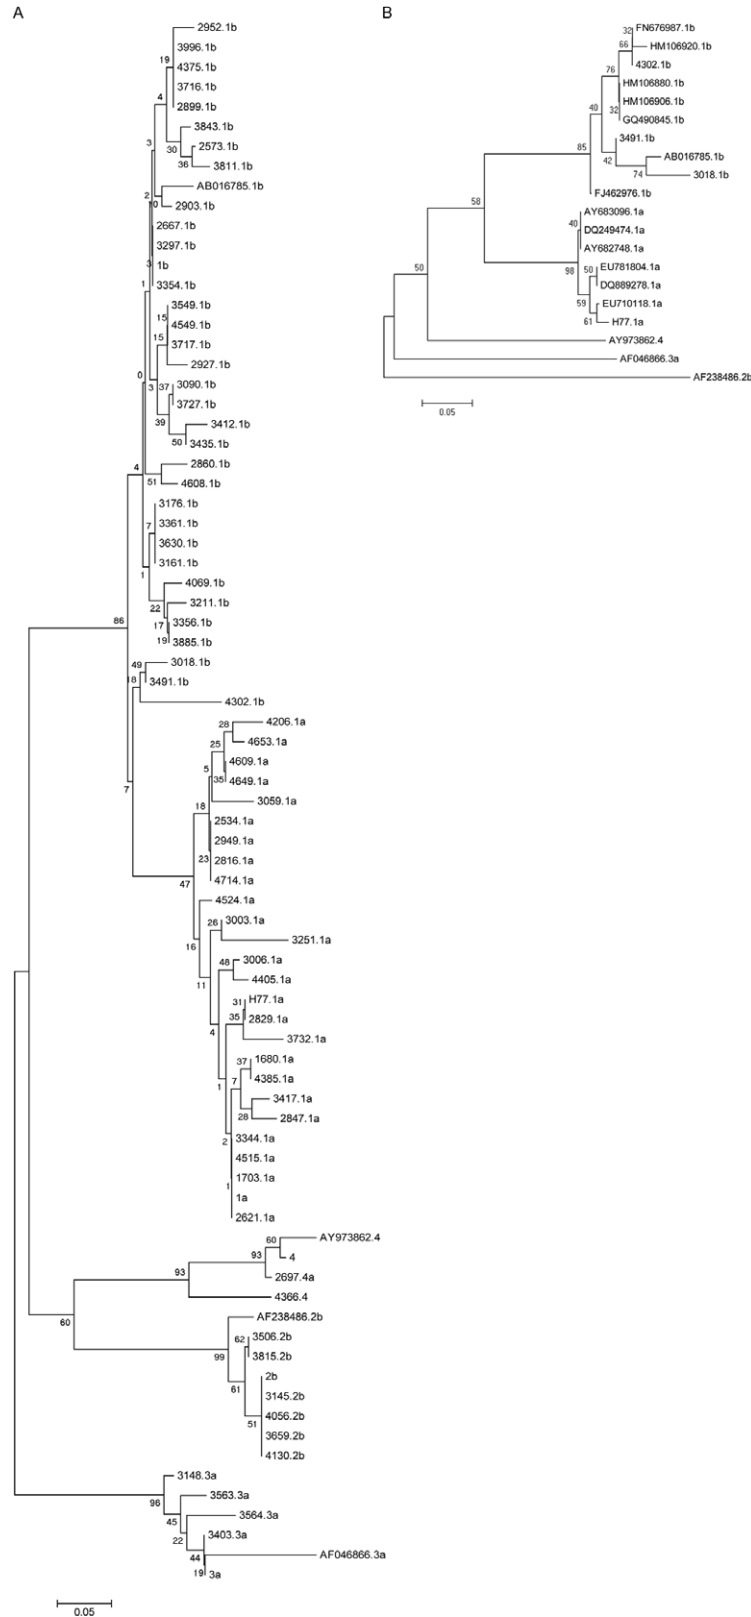 A
2952.1b
3996.1b
19
4375.1b
3716.1b
2899.1b
4
3843.1b
3
30
2573.1b
36
3811.1b
AB016785.1b
2
0
2903.1b
2667.1b
3297.1b
3
1b
1
3354.1b
3549.1b
15
4549.1b
15
3717.1b
2927.1b
0
3
37
3090.1b
3727.1b
39
3412.1b
50
3435.1b
4
2860.1b
51
4608.1b
3176.1b
7
3361.1b
3630.1b
3161.1b
1
4069.1b
22
3211.1b
17
3356.1b
19
3885.1b
86
49
3018.1b
18
3491.1b
4302.1b
28
4206.1a
25
4653.1a
5
4609.1a
35
4649.1a
7
3059.1a
18
2534.1a
2949.1a
23
2816.1a
4714.1a
47
4524.1a
26
3003.1a
16
3251.1a
48
3006.1a
11
4405.1a
31
H77.1a
35
2829.1a
4
3732.1a
37
1680.1a
7
4385.1a
1
3417.1a
28
2847.1a
2
3344.1a
4515.1a
1
1703.1a
1a
2621.1a
60
AY973862.4
93
4
93
2697.4a
4366.4
60
AF238486.2b
62
3506.2b
99
3815.2b
61
2b
3145.2b
51
4056.2b
3659.2b
4130.2b
3148.3a
96
3563.3a
45
3564.3a
22
3403.3a
44
AF046866.3a
19
3a
0.05
B
32
FN676987.1b
66
HM106920.1b
4302.1b
76
HM106880.1b
HM106906.1b
32
GQ490845.1b
40
3491.1b
42
AB016785.1b
74
3018.1b
85
FJ462976.1b
58
AY683096.1a
40
DQ249474.1a
AY682748.1a
98
50
EU781804.1a
DQ889278.1a
59
EU710118.1a
61
H77.1a
50
AY973862.4
AF046866.3a
AF238486.2b
0.05